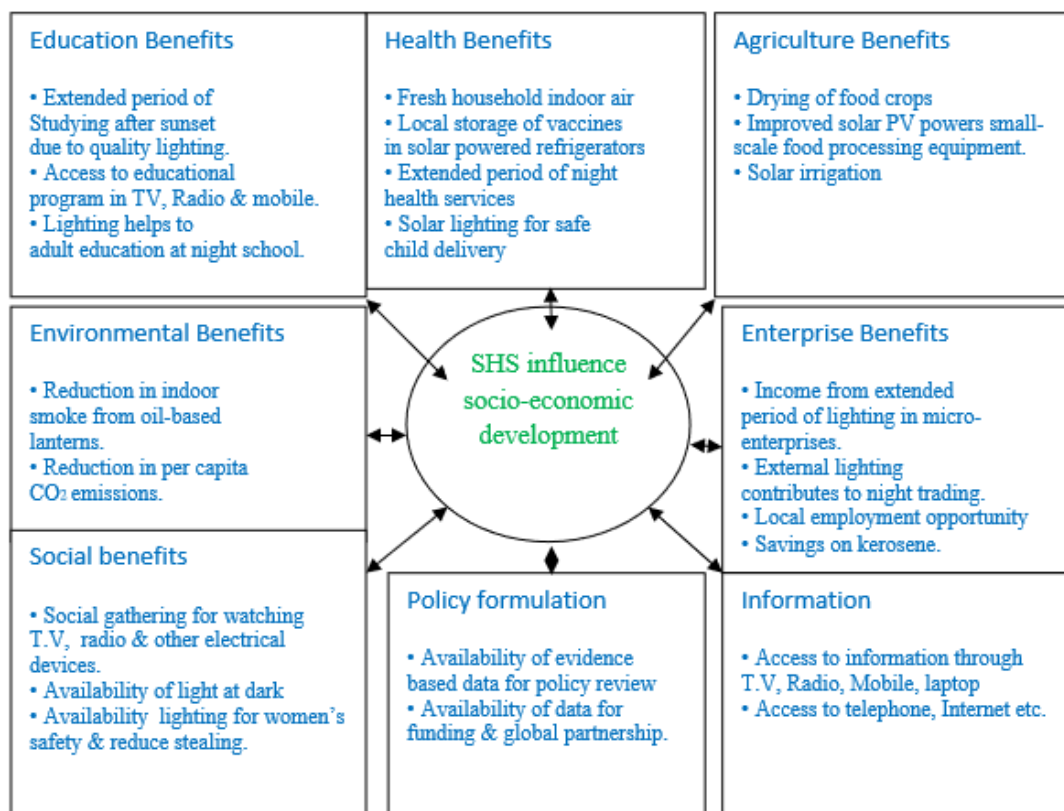 Education Benefits
• Extended period of
Studying after sunset
due to quality lighting.
• Access to educational
program in TV, Radio & mobile.
• Lighting helps to
adult education at night school.
Health Benefits
• Fresh household indoor air
• Local storage of vaccines
in solar powered refrigerators
• Extended period of night
health services
• Solar lighting for safe
child delivery
Agriculture Benefits
• Drying of food crops
• Improved solar PV powers small-
scale food processing equipment.
• Solar irrigation
Environmental Benefits
• Reduction in indoor
smoke from oil-based
lanterns.
• Reduction in per capita
CO2 emissions.
SHS influence
socio-economic
development
Enterprise Benefits
• Income from extended
period of lighting in micro-
enterprises.
• External lighting
contributes to night trading.
• Local employment opportunity
• Savings on kerosene.
Social benefits
• Social gathering for watching
T.V, radio & other electrical
devices.
• Availability of light at dark
• Availability lighting for women's
safety & reduce stealing.
Policy formulation
• Availability of evidence
based data for policy review
• Availability of data for
funding & global partnership.
Information
• Access to information through
T.V, Radio, Mobile, laptop
• Access to telephone, Internet etc.